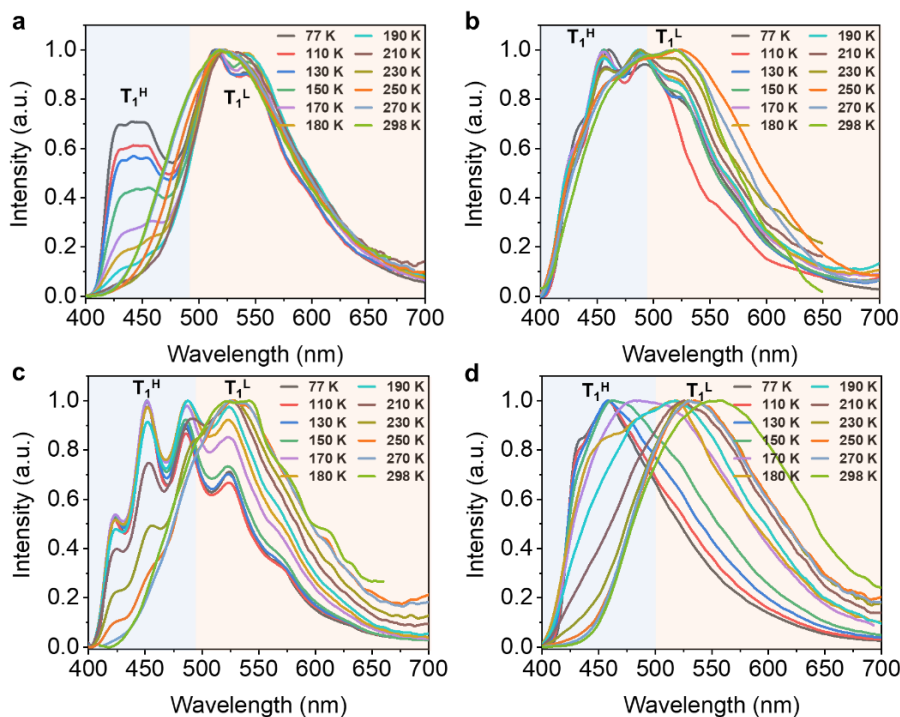 a
T₁ᴴ
T₁ᴸ
77 K 190 K
110 K 210 K
130 K 230 K
150 K 250 K
170 K 270 K
180 K 298 K
Intensity (a.u.)
1.0
0.8
0.6
0.4
0.2
0.0
400 450 500 550 600 650 700
Wavelength (nm)
b
T₁ᴴ
T₁ᴸ
77 K 190 K
110 K 210 K
130 K 230 K
150 K 250 K
170 K 270 K
180 K 298 K
Intensity (a.u.)
1.0
0.8
0.6
0.4
0.2
0.0
400 450 500 550 600 650 700
Wavelength (nm)
c
T₁ᴴ
T₁ᴸ
77 K 190 K
110 K 210 K
130 K 230 K
150 K 250 K
170 K 270 K
180 K 298 K
Intensity (a.u.)
1.0
0.8
0.6
0.4
0.2
0.0
400 450 500 550 600 650 700
Wavelength (nm)
d
T₁ᴴ
T₁ᴸ
77 K 190 K
110 K 210 K
130 K 230 K
150 K 250 K
170 K 270 K
180 K 298 K
Intensity (a.u.)
1.0
0.8
0.6
0.4
0.2
0.0
400 450 500 550 600 650 700
Wavelength (nm)